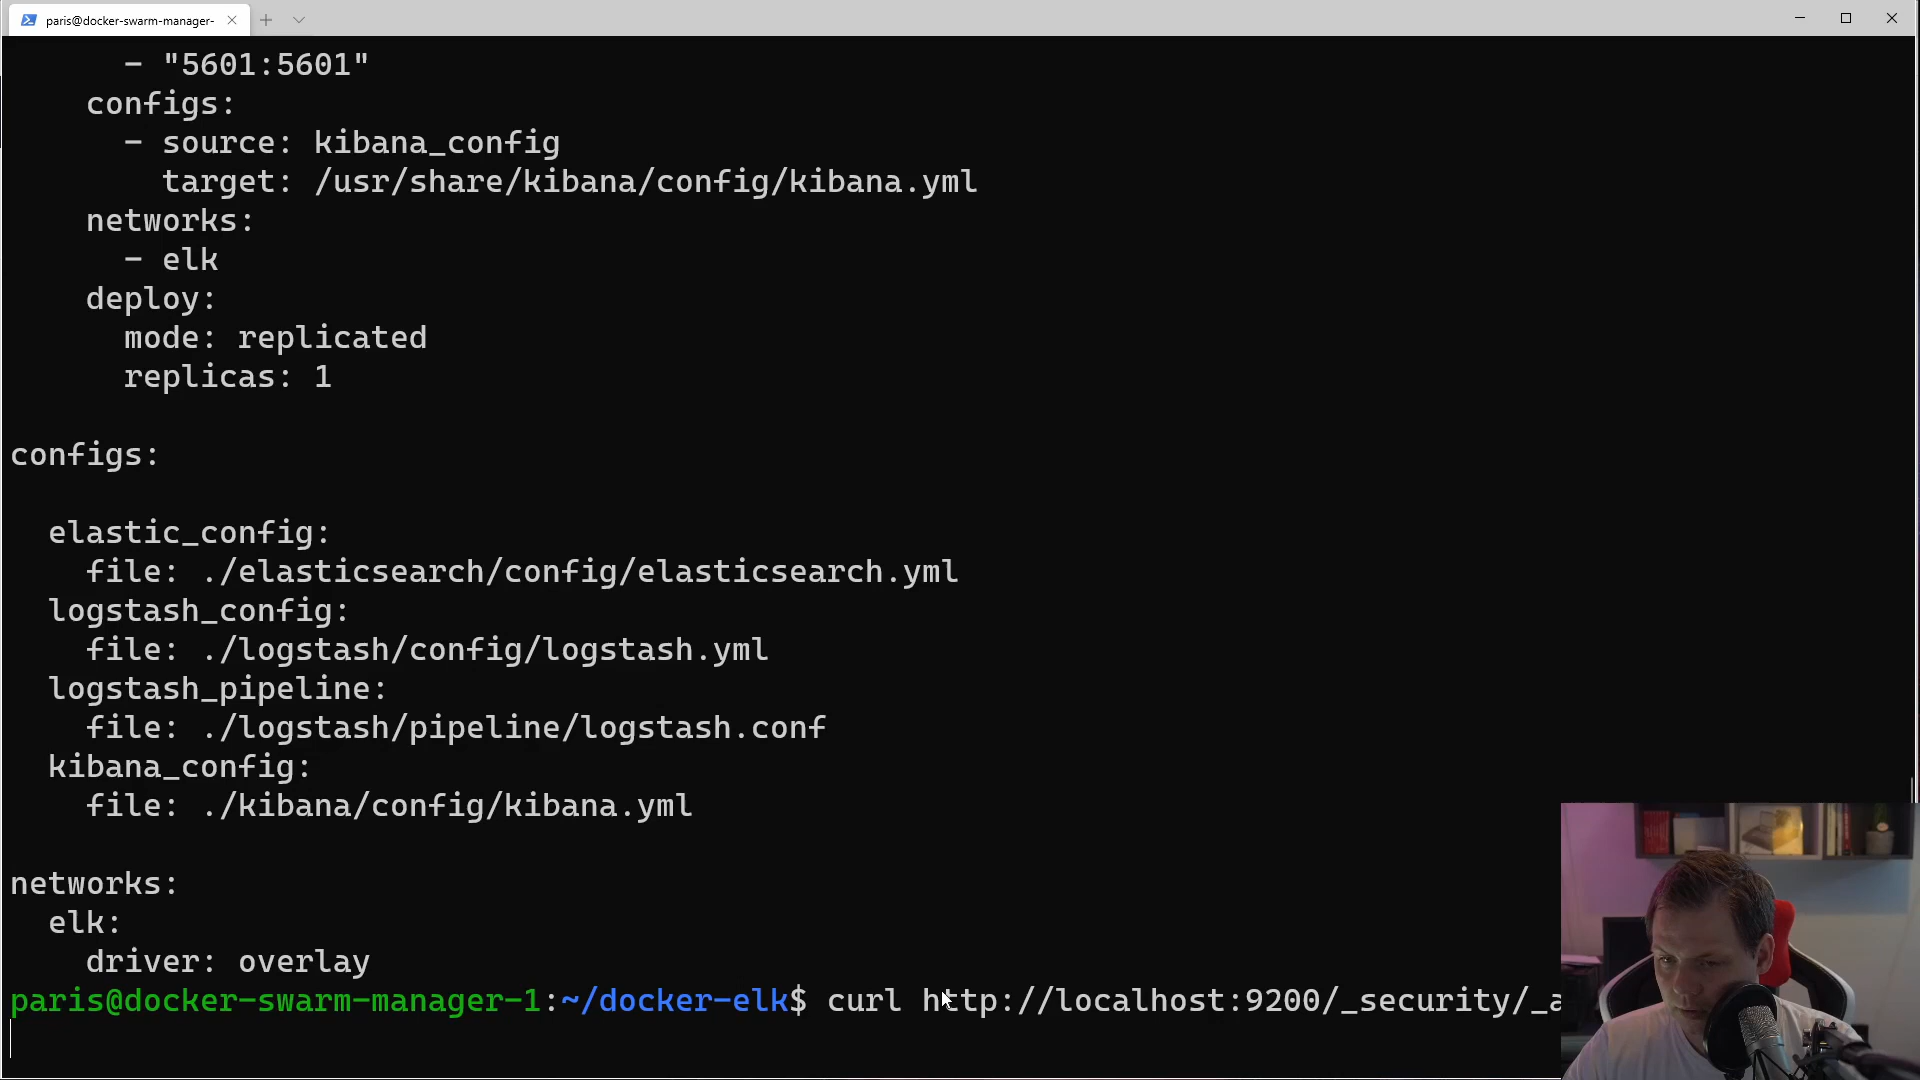 paris@docker-swarm-manager-
- "5601:5601"
configs:
- source: kibana_config
target: /usr/share/kibana/config/kibana.yml
networks:
- elk
deploy:
mode: replicated
replicas: 1
configs:
elastic_config:
file: ./elasticsearch/config/elasticsearch.yml
logstash_config:
file: ./logstash/config/logstash.yml
logstash_pipeline:
file: ./logstash/pipeline/logstash.conf
kibana_config:
file: ./kibana/config/kibana.yml
networks:
elk:
driver: overlay
paris@docker-swarm-manager-1:~/docker-elk$ curl http://localhost:9200/_security/_a